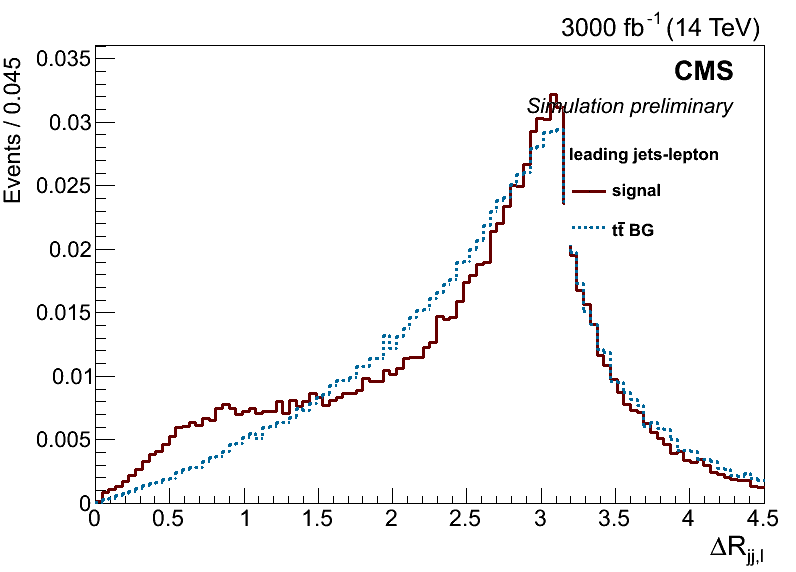 3000 fb⁻¹ (14 TeV)
CMS
Simulation preliminary
leading jets-lepton
signal
tt̄ BG
Events / 0.045
0.035
0.03
0.025
0.02
0.015
0.01
0.005
0
0 0.5 1 1.5 2 2.5 3 3.5 4 4.5
ΔR_jj,l